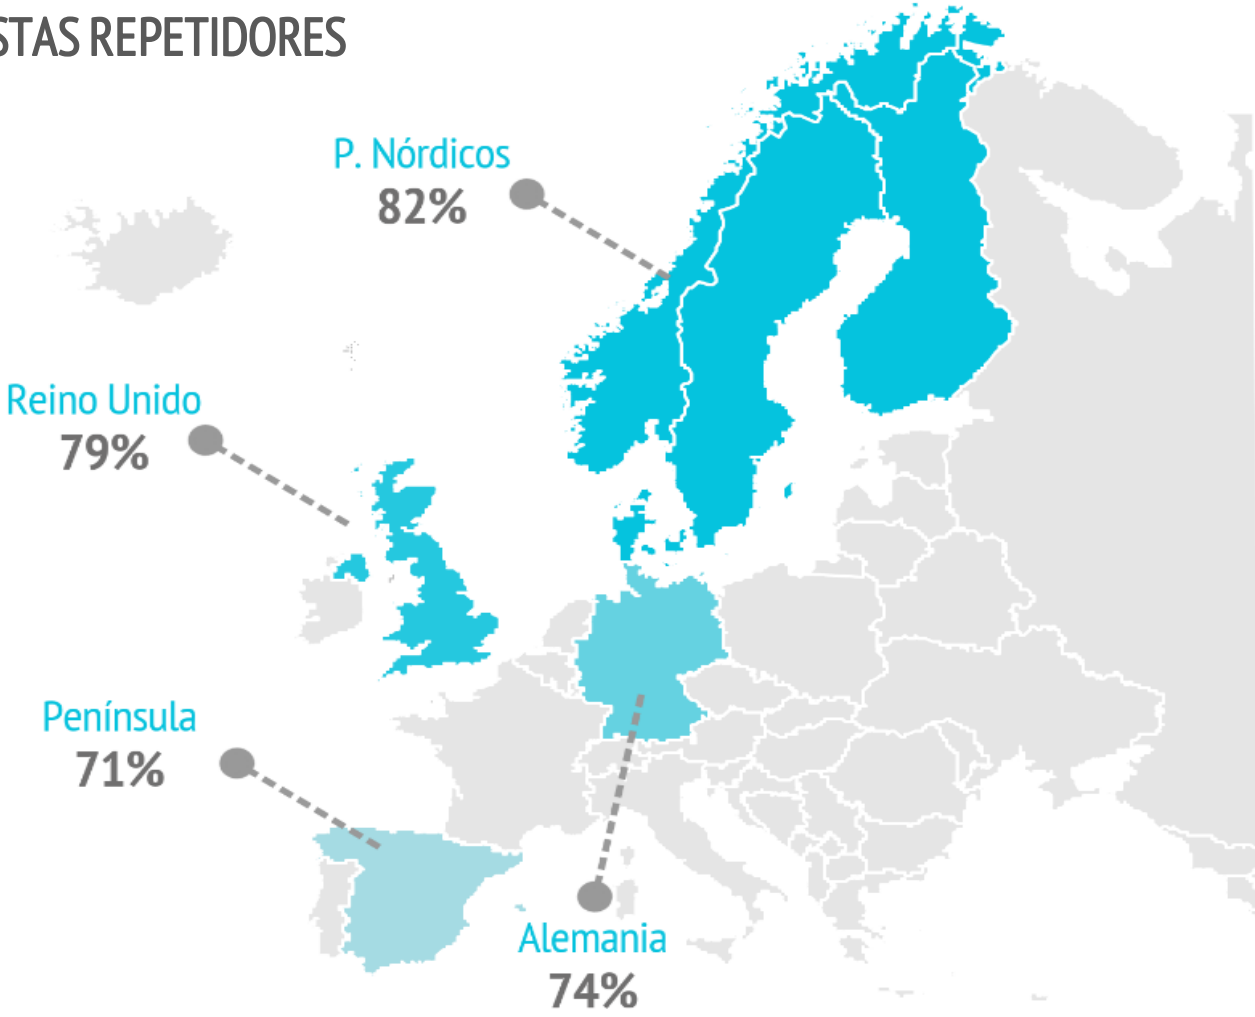 STAS REPETIDORES
P. Nórdicos
82%
Reino Unido
79%
Península
71%
Alemania
74%